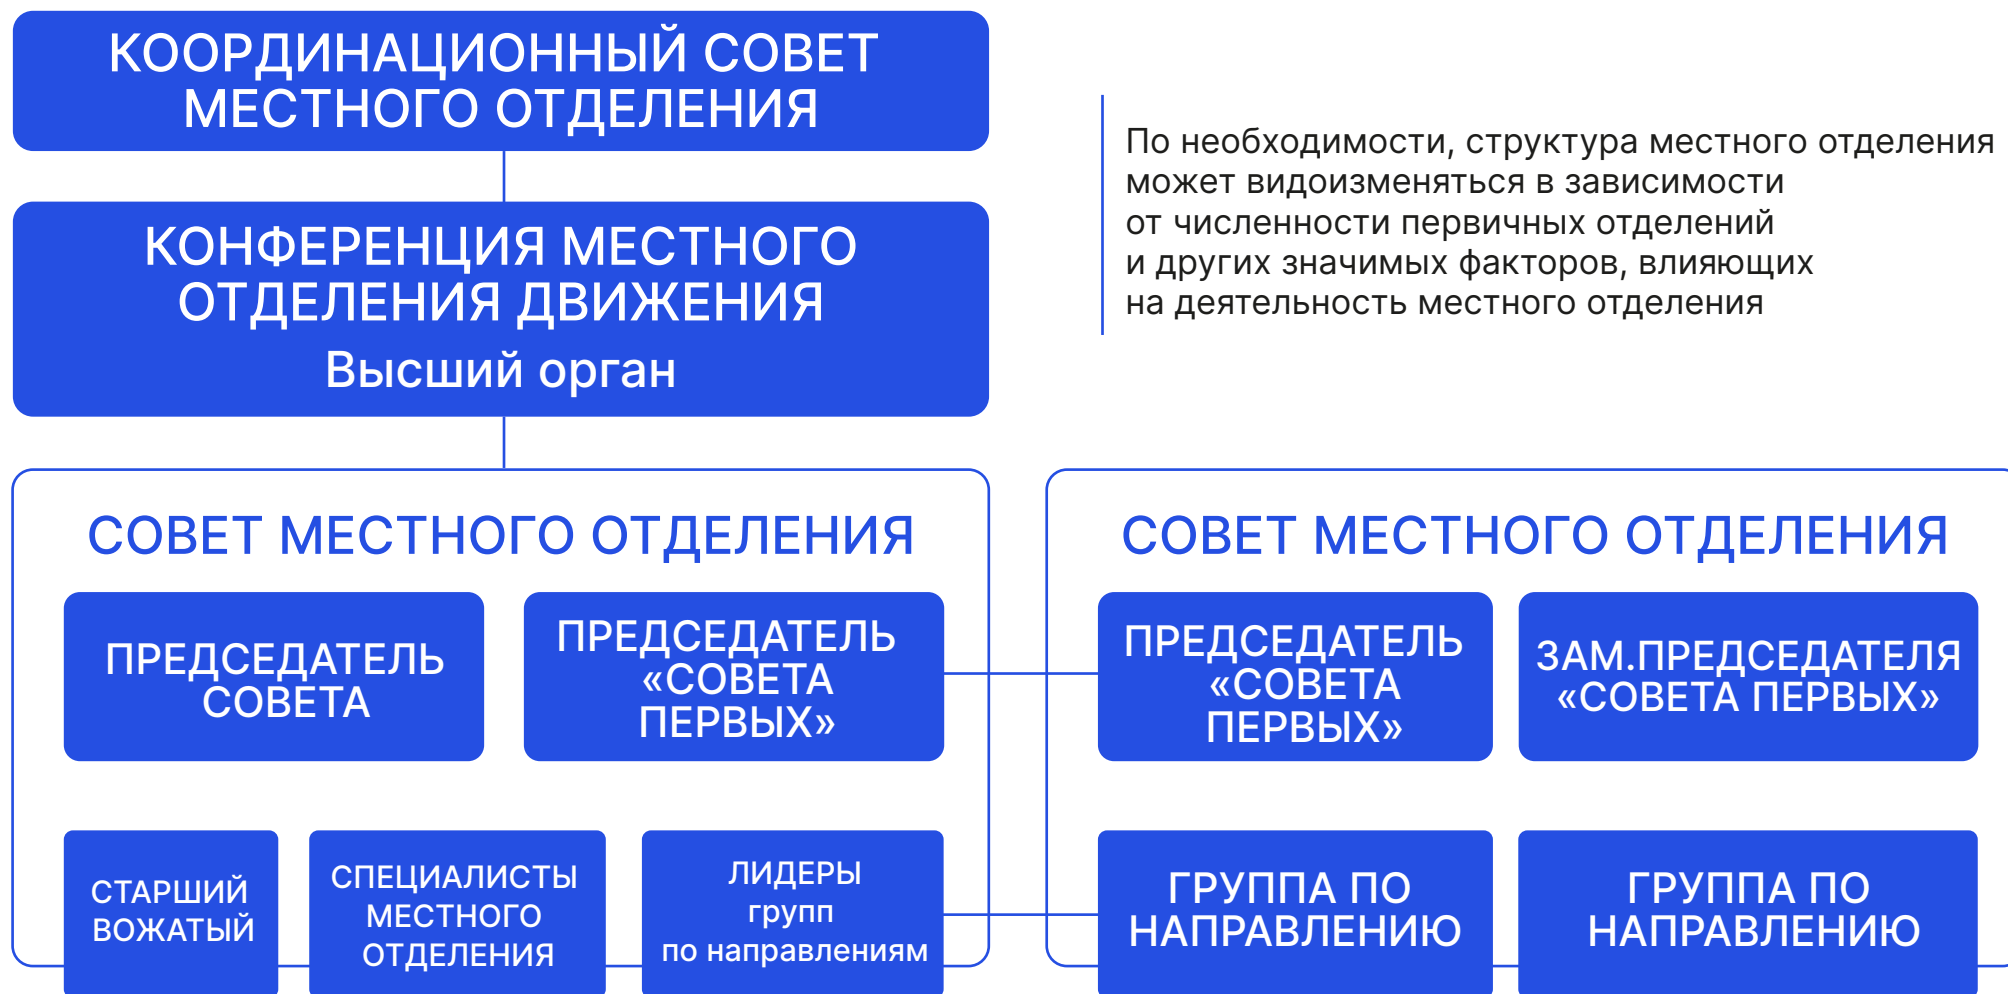 КООРДИНАЦИОННЫЙ СОВЕТ
МЕСТНОГО ОТДЕЛЕНИЯ
КОНФЕРЕНЦИЯ МЕСТНОГО
ОТДЕЛЕНИЯ ДВИЖЕНИЯ
Высший орган
По необходимости, структура местного отделения
может видоизменяться в зависимости
от численности первичных отделений
и других значимых факторов, влияющих
на деятельность местного отделения
СОВЕТ МЕСТНОГО ОТДЕЛЕНИЯ
ПРЕДСЕДАТЕЛЬ
СОВЕТА
ПРЕДСЕДАТЕЛЬ
«СОВЕТА
ПЕРВЫХ»
СТАРШИЙ
ВОЖАТЫЙ
СПЕЦИАЛИСТЫ
МЕСТНОГО
ОТДЕЛЕНИЯ
ЛИДЕРЫ
групп
по направлениям
СОВЕТ МЕСТНОГО ОТДЕЛЕНИЯ
ПРЕДСЕДАТЕЛЬ
«СОВЕТА
ПЕРВЫХ»
ЗАМ.ПРЕДСЕДАТЕЛЯ
«СОВЕТА ПЕРВЫХ»
ГРУППА ПО
НАПРАВЛЕНИЮ
ГРУППА ПО
НАПРАВЛЕНИЮ